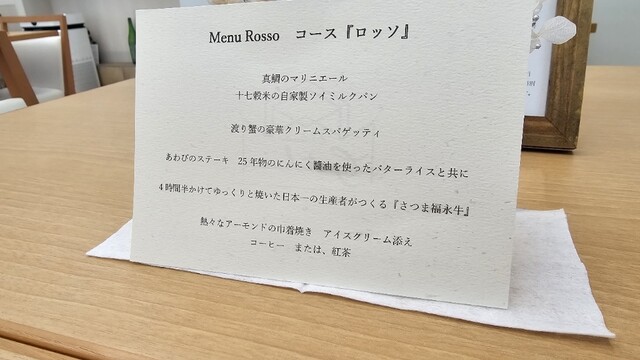 Menu Rosso　コース『ロッソ』
真鯛のマリニエール
十七穀米の自家製ソイミルクパン
渡り蟹の豪華クリームスパゲッティ
あわびのステーキ　25年物のにんにく醬油を使ったバターライスと共に
4時間半かけてゆっくりと焼いた日本一の生産者がつくる『さつま福永牛』
熱々なアーモンドの巾着焼き　アイスクリーム添え
コーヒー　または、紅茶